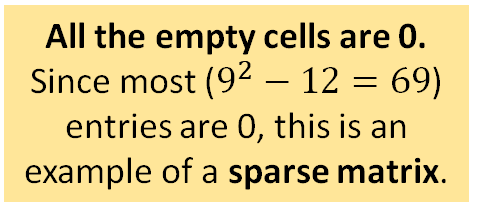 All the empty cells are 0.
Since most (9² − 12 = 69)
entries are 0, this is an
example of a sparse matrix.